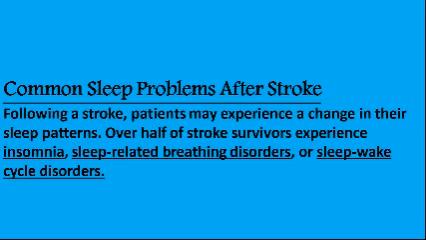 Common Sleep Problems After Stroke
Following a stroke, patients may experience a change in their
sleep patterns. Over half of stroke survivors experience
insomnia, sleep-related breathing disorders, or sleep-wake
cycle disorders.